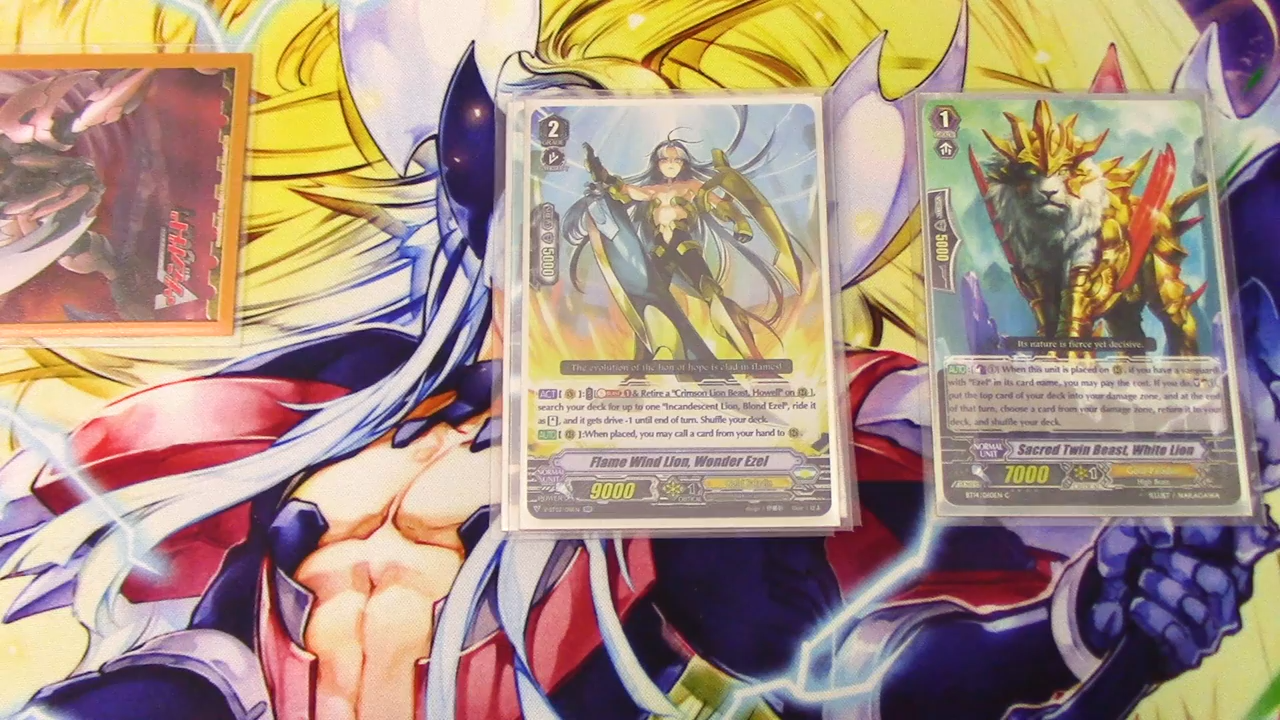 2
5000
The evolution of the lion of hope is clad in flames!
& Retire a "Crimson Lion Beast, Howell" on
search your deck for up to one "Incandescent Lion, Blond Ezel", ride it
and it gets drive -1 until end of turn. Shuffle your deck.
When placed, you may call a card from your hand to
Flame Wind Lion, Wonder Ezel
NORMAL
UNIT
9000
1
1
5000
Its nature is fierce yet decisive.
When this unit is placed on
if you have a vanguard
with "Ezel" in its card name, you may pay the cost. If you do,
put the top card of your deck into your damage zone, and at the end
of that turn, choose a card from your damage zone, return it to your
deck, and shuffle your deck.
Sacred Twin Beast, White Lion
NORMAL
UNIT
7000
1
Gold Paladin
High Beast